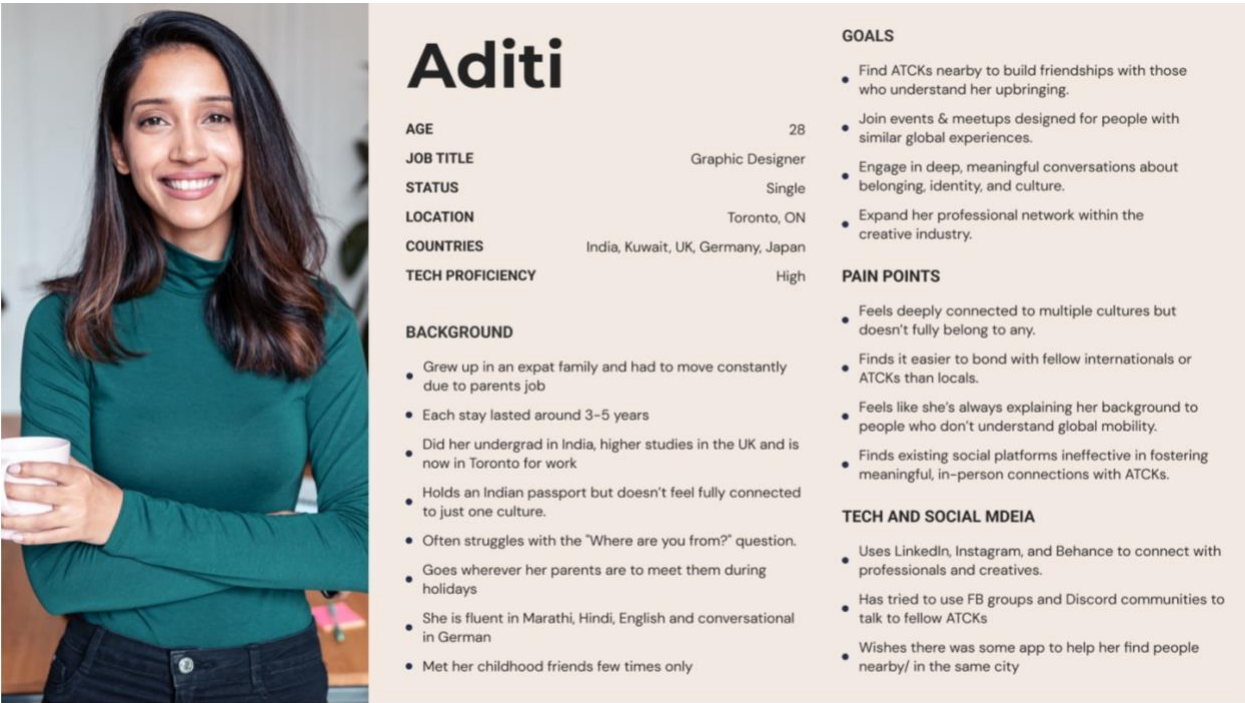 Aditi
AGE 28
JOB TITLE Graphic Designer
STATUS Single
LOCATION Toronto, ON
COUNTRIES India, Kuwait, UK, Germany, Japan
TECH PROFICIENCY High
BACKGROUND
• Grew up in an expat family and had to move constantly
due to parents job
• Each stay lasted around 3-5 years
• Did her undergrad in India, higher studies in the UK and is
now in Toronto for work
• Holds an Indian passport but doesn't feel fully connected
to just one culture.
• Often struggles with the "Where are you from?" question.
• Goes wherever her parents are to meet them during
holidays
• She is fluent in Marathi, Hindi, English and conversational
in German
• Met her childhood friends few times only
GOALS
• Find ATCKs nearby to build friendships with those
who understand her upbringing.
• Join events & meetups designed for people with
similar global experiences.
• Engage in deep, meaningful conversations about
belonging, identity, and culture.
• Expand her professional network within the
creative industry.
PAIN POINTS
• Feels deeply connected to multiple cultures but
doesn't fully belong to any.
• Finds it easier to bond with fellow internationals or
ATCKs than locals.
• Feels like she's always explaining her background to
people who don't understand global mobility.
• Finds existing social platforms ineffective in fostering
meaningful, in-person connections with ATCKs.
TECH AND SOCIAL MDEIA
• Uses LinkedIn, Instagram, and Behance to connect with
professionals and creatives.
• Has tried to use FB groups and Discord communities to
talk to fellow ATCKs
• Wishes there was some app to help her find people
nearby/ in the same city